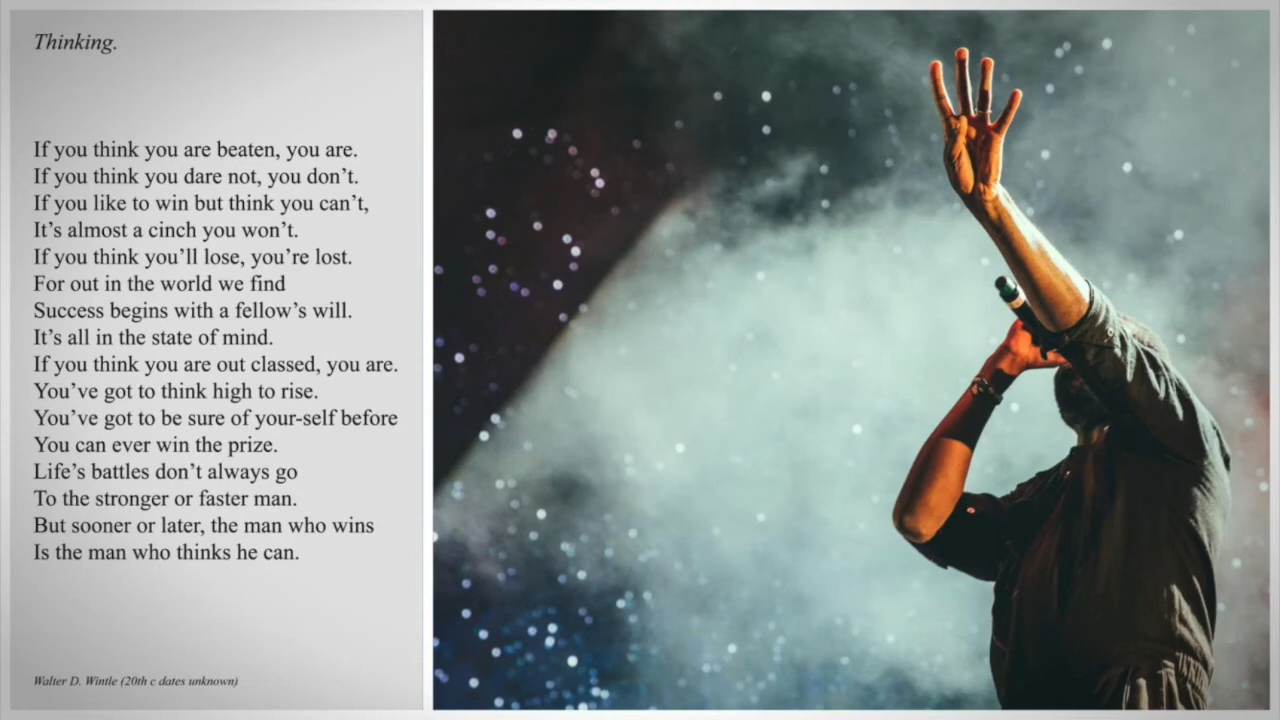 Thinking.
If you think you are beaten, you are.
If you think you dare not, you don’t.
If you like to win but think you can’t,
It’s almost a cinch you won’t.
If you think you’ll lose, you’re lost.
For out in the world we find
Success begins with a fellow’s will.
It’s all in the state of mind.
If you think you are out classed, you are.
You’ve got to think high to rise.
You’ve got to be sure of your-self before
You can ever win the prize.
Life’s battles don’t always go
To the stronger or faster man.
But sooner or later, the man who wins
Is the man who thinks he can.
Walter D. Wintle (20th c dates unknown)